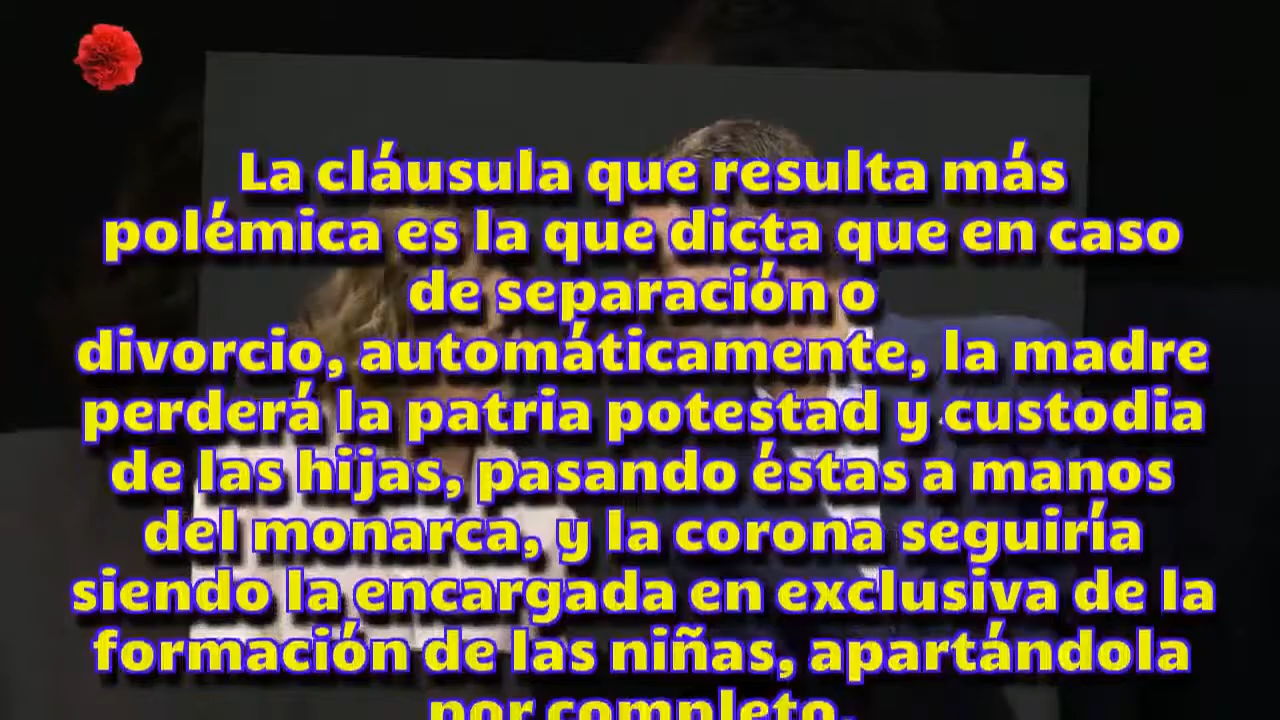 La cláusula que resulta más
polémica es la que dicta que en caso
de separación o
divorcio, automáticamente, la madre
perderá la patria potestad y custodia
de las hijas, pasando éstas a manos
del monarca, y la corona seguiría
siendo la encargada en exclusiva de la
formación de las niñas, apartándola
por completo.